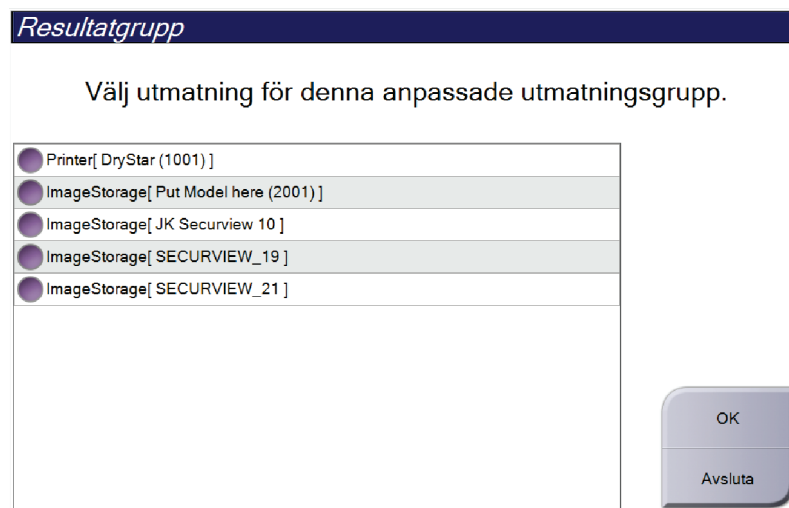 Resultatgrupp
Välj utmatning för denna anpassade utmatningsgrupp.
Printer[ DryStar (1001) ]
ImageStorage[ Put Model here (2001) ]
ImageStorage[ JK Securview 10 ]
ImageStorage[ SECURVIEW_19 ]
ImageStorage[ SECURVIEW_21 ]
OK
Avsluta